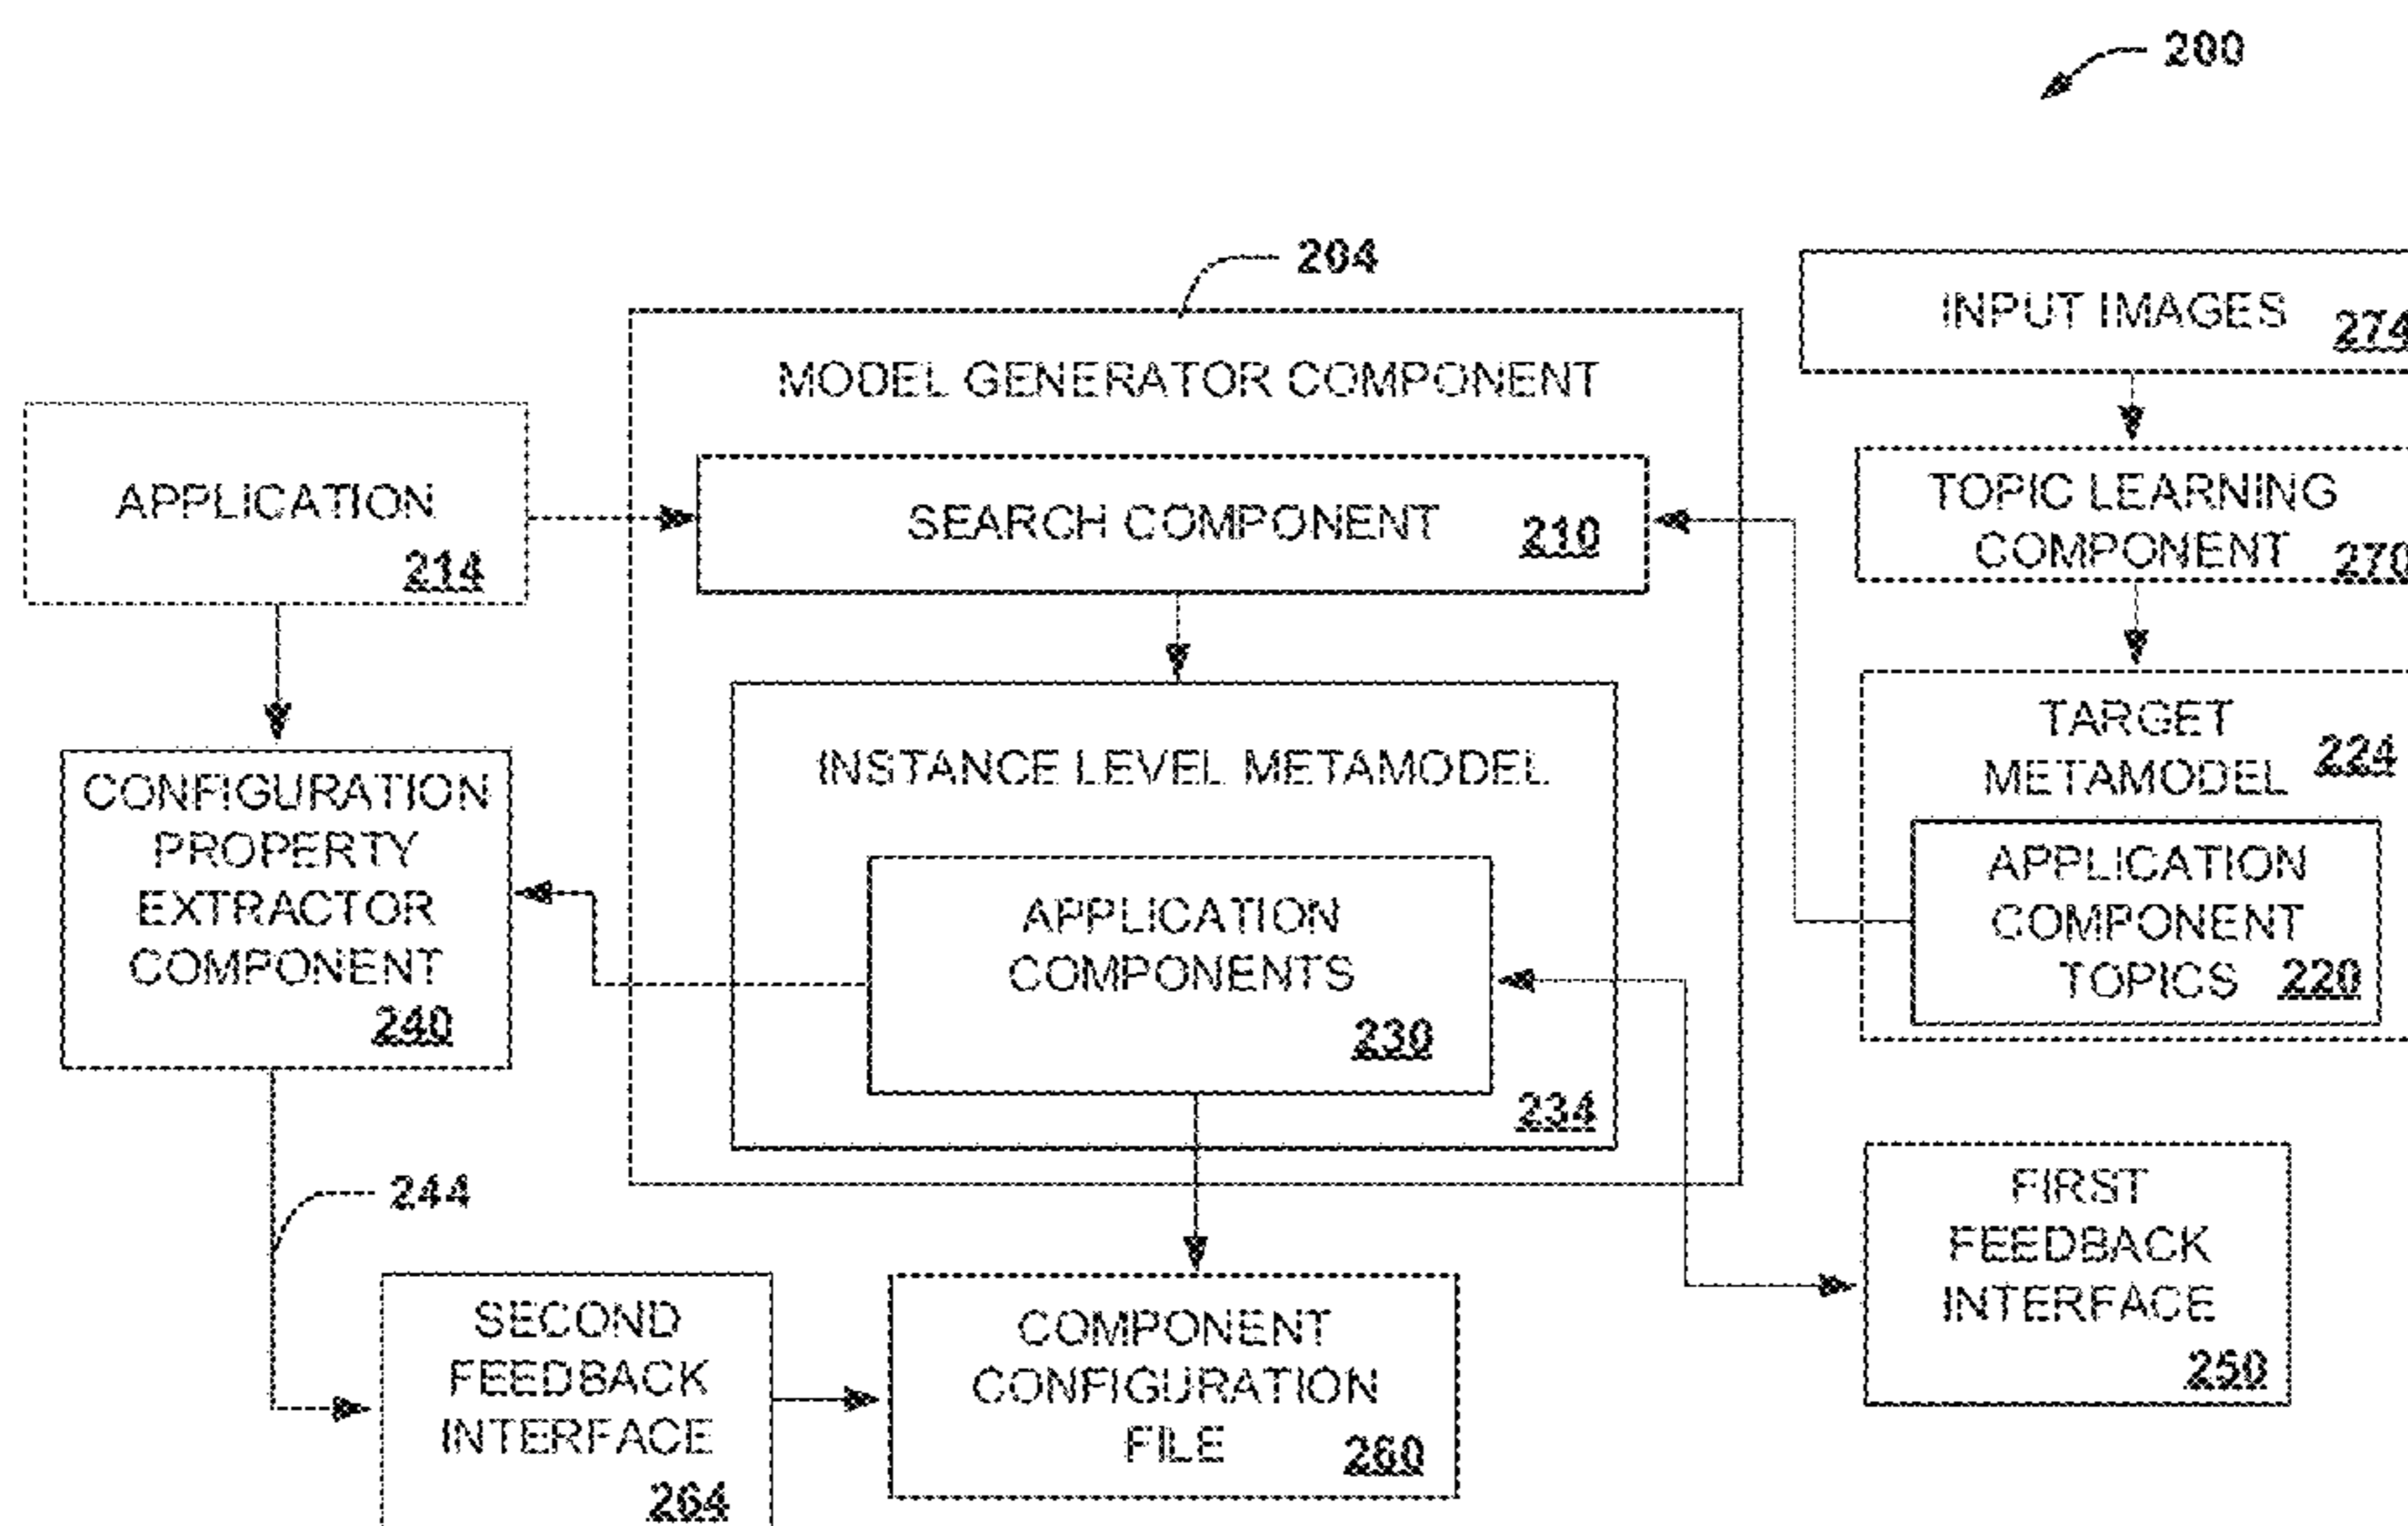 200
204
INPUT IMAGES
274
MODEL GENERATOR COMPONENT
APPLICATION
214
SEARCH COMPONENT
210
TOPIC LEARNING
COMPONENT
270
INSTANCE LEVEL METAMODEL
TARGET
METAMODEL
224
CONFIGURATION
PROPERTY
EXTRACTOR
COMPONENT
240
APPLICATION
COMPONENTS
230
234
APPLICATION
COMPONENT
TOPICS
220
244
FIRST
FEEDBACK
INTERFACE
250
SECOND
FEEDBACK
INTERFACE
264
COMPONENT
CONFIGURATION
FILE
260